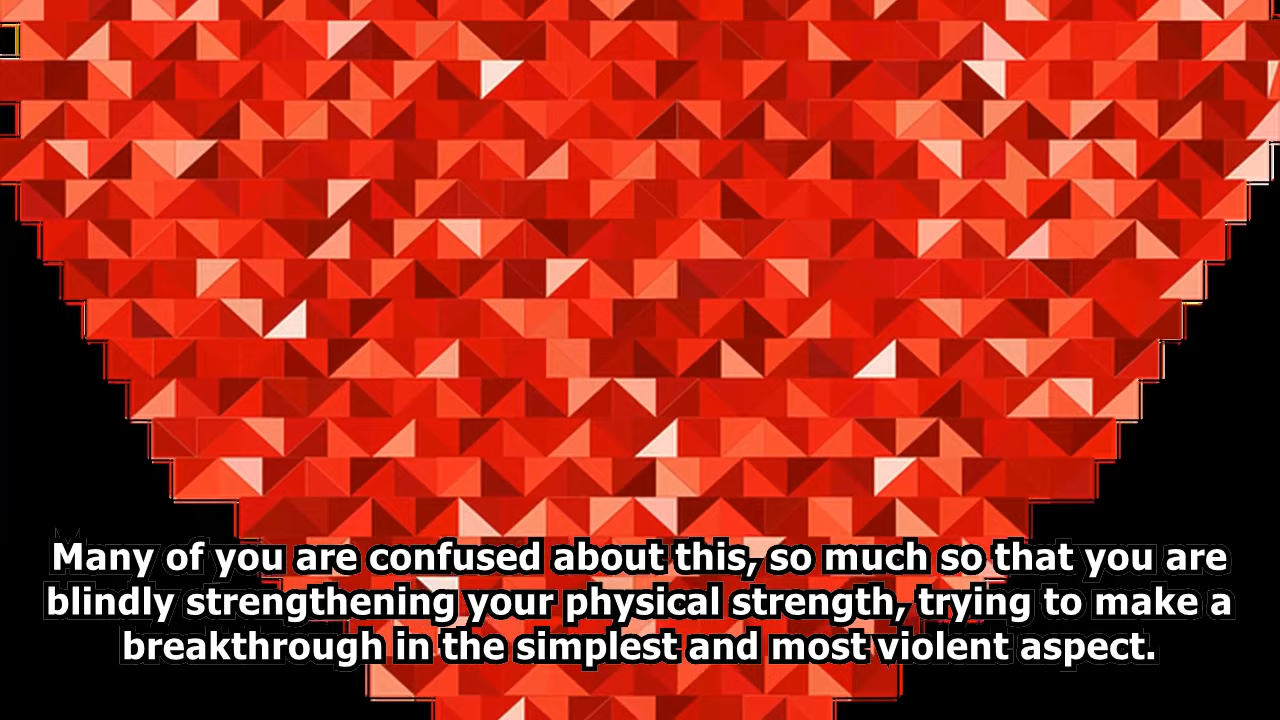 Many of you are confused about this, so much so that you are
blindly strengthening your physical strength, trying to make a
breakthrough in the simplest and most violent aspect.